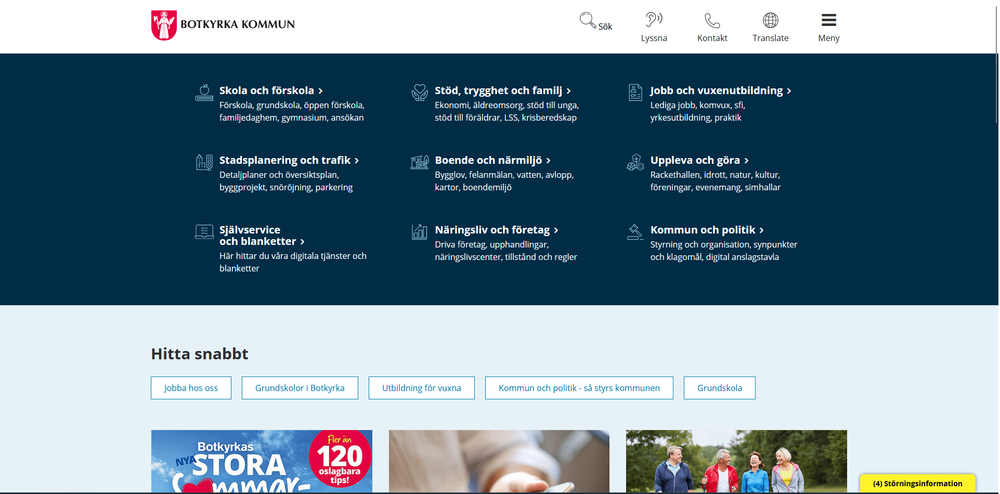 BOTKYRKA KOMMUN
Sök
Lyssna
Kontakt
Translate
Meny
Skola och förskola
Förskola, grundskola, öppen förskola,
familjedaghem, gymnasium, ansökan
Stöd, trygghet och familj
Ekonomi, äldreomsorg, stöd till unga,
stöd till föräldrar, LSS, krisberedskap
Jobb och vuxenutbildning
Lediga jobb, komvux, sfi,
yrkesutbildning, praktik
Stadsplanering och trafik
Detaljplaner och översiktsplan,
byggprojekt, snöröjning, parkering
Boende och närmiljö
Bygglov, felanmälan, vatten, avlopp,
kartor, boendemiljö
Uppleva och göra
Rackethallen, idrott, natur, kultur,
föreningar, evenemang, simhallar
Självservice
och blanketter
Här hittar du våra digitala tjänster och
blanketter
Näringsliv och företag
Driva företag, upphandlingar,
näringslivscenter, tillstånd och regler
Kommun och politik
Styrning och organisation, synpunkter
och klagomål, digital anslagstavla
Hitta snabbt
Jobba hos oss
Grundskolor i Botkyrka
Utbildning för vuxna
Kommun och politik - så styrs kommunen
Grundskola
Botkyrkas
NYA
STORA
ommar-
Fler än
120
oslagbara
tips!
(4) Störningsinformation